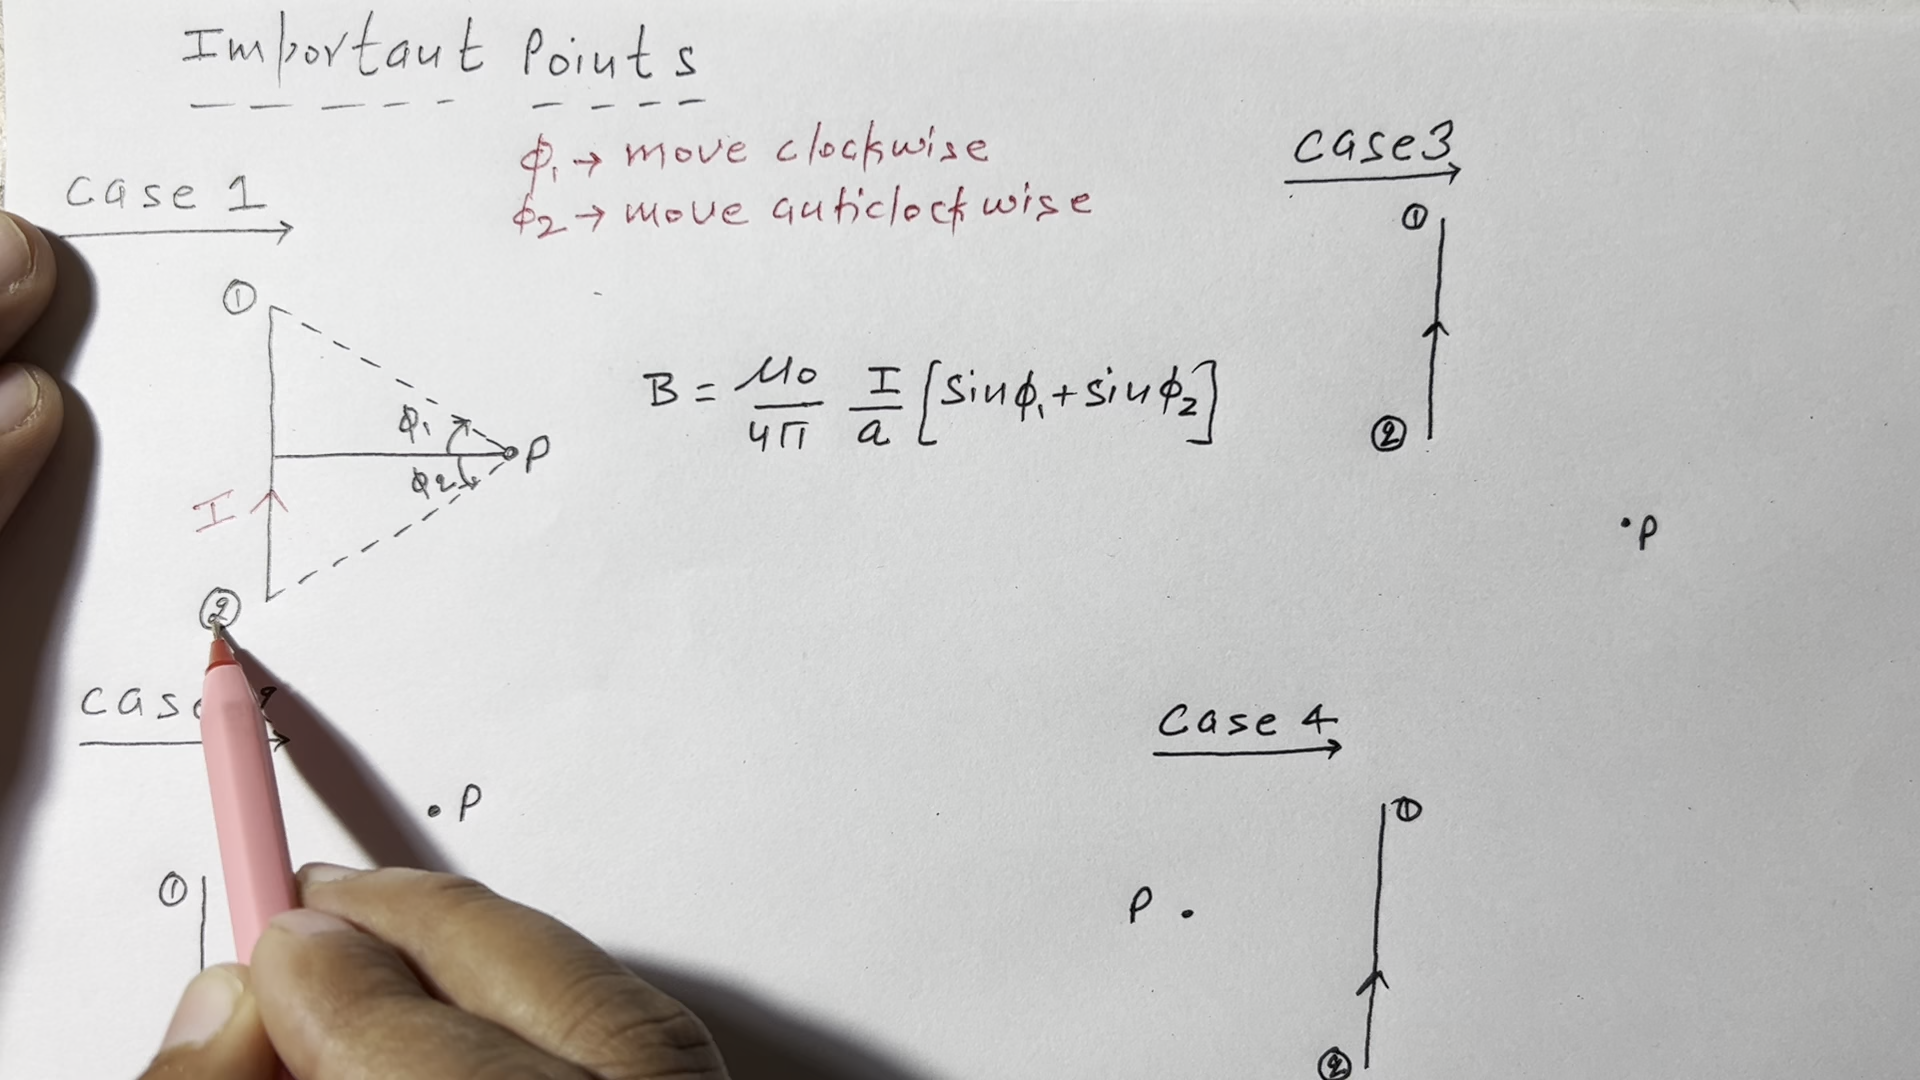 Important Points
φ₁ → move clockwise
φ₂ → move anticlockwise
case 1
①
φ₁
φ₂
P
I
②
B = μ₀/4π I/a [sinφ₁ + sinφ₂]
case3
①
②
.P
.P
①
case 4
①
P .
②